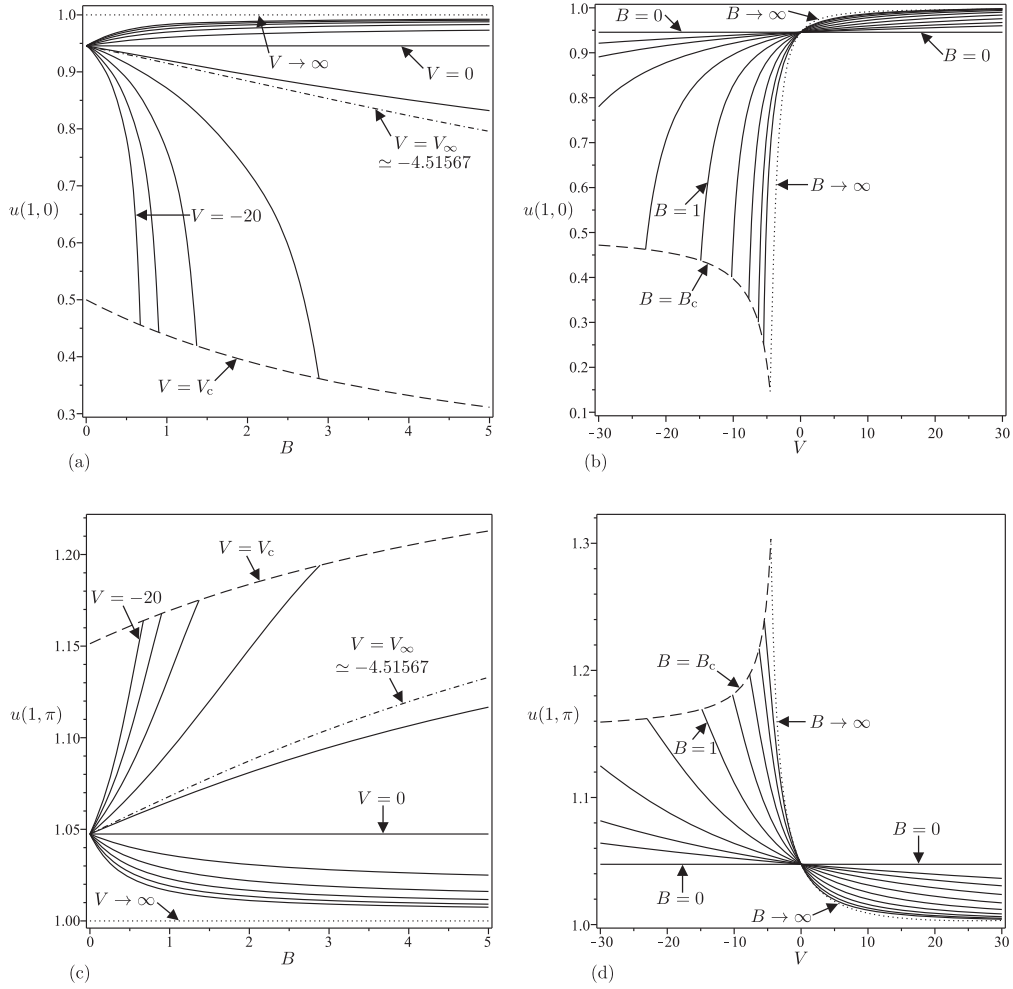 1.0
0.9
0.8
0.7
u(1, 0)
0.6
0.5
0.4
0.3
V → ∞
V = 0
V = V∞
≃ −4.51567
V = −20
V = Vc
0
1
2
3
4
5
B
(a)
1.0
0.9
0.8
0.7
0.6
u(1, 0)
0.5
0.4
0.3
0.2
0.1
B = 0
B → ∞
B = 0
B → ∞
B = 1
B = Bc
-30
-20
-10
0
10
20
30
V
(b)
1.20
1.15
u(1, π)
1.10
1.05
1.00
V = Vc
V = −20
V = V∞
≃ −4.51567
V = 0
V → ∞
0
1
2
3
4
5
B
(c)
1.3
1.2
u(1, π)
1.1
1.0
B = Bc
B → ∞
B = 1
B = 0
B = 0
B → ∞
-30
-20
-10
0
10
20
30
V
(d)